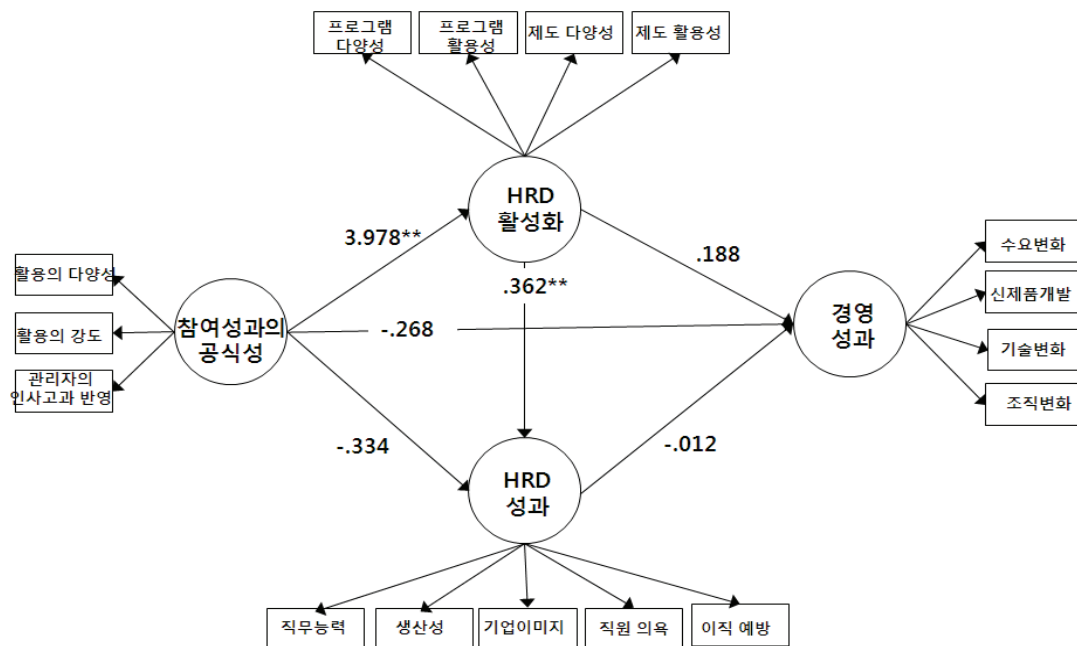 프로그램
다양성
프로그램
활용성
제도 다양성
제도 활용성
HRD
활성화
3.978**
.188
수요변화
활용의 다양성
.362**
신제품개발
참여성과의
공식성
-.268
경영
성과
활용의 강도
기술변화
관리자의
인사고과 반영
조직변화
-.334
-.012
HRD
성과
직무능력
생산성
기업이미지
직원 의욕
이직 예방